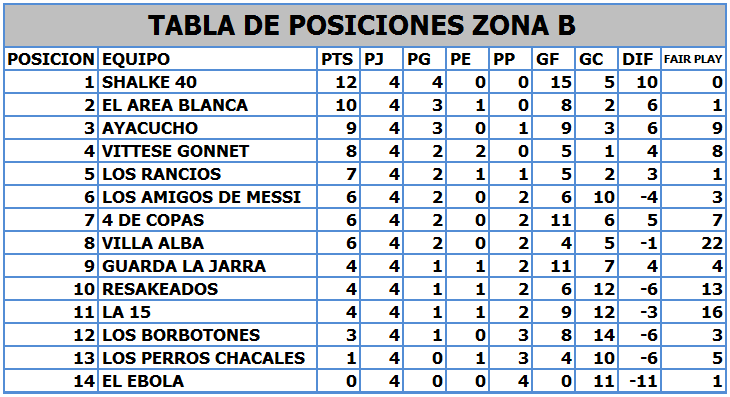 TABLA DE POSICIONES ZONA B
POSICION EQUIPO PTS PJ PG PE PP GF GC DIF FAIR PLAY
1 SHALKE 40 12 4 4 0 0 15 5 10 0
2 EL AREA BLANCA 10 4 3 1 0 8 2 6 1
3 AYACUCHO 9 4 3 0 1 9 3 6 9
4 VITTESE GONNET 8 4 2 2 0 5 1 4 8
5 LOS RANCIOS 7 4 2 1 1 5 2 3 1
6 LOS AMIGOS DE MESSI 6 4 2 0 2 6 10 -4 3
7 4 DE COPAS 6 4 2 0 2 11 6 5 7
8 VILLA ALBA 6 4 2 0 2 4 5 -1 22
9 GUARDA LA JARRA 4 4 1 1 2 11 7 4 4
10 RESAKEADOS 4 4 1 1 2 6 12 -6 13
11 LA 15 4 4 1 1 2 9 12 -3 16
12 LOS BORBOTONES 3 4 1 0 3 8 14 -6 3
13 LOS PERROS CHACALES 1 4 0 1 3 4 10 -6 5
14 EL EBOLA 0 4 0 0 4 0 11 -11 1